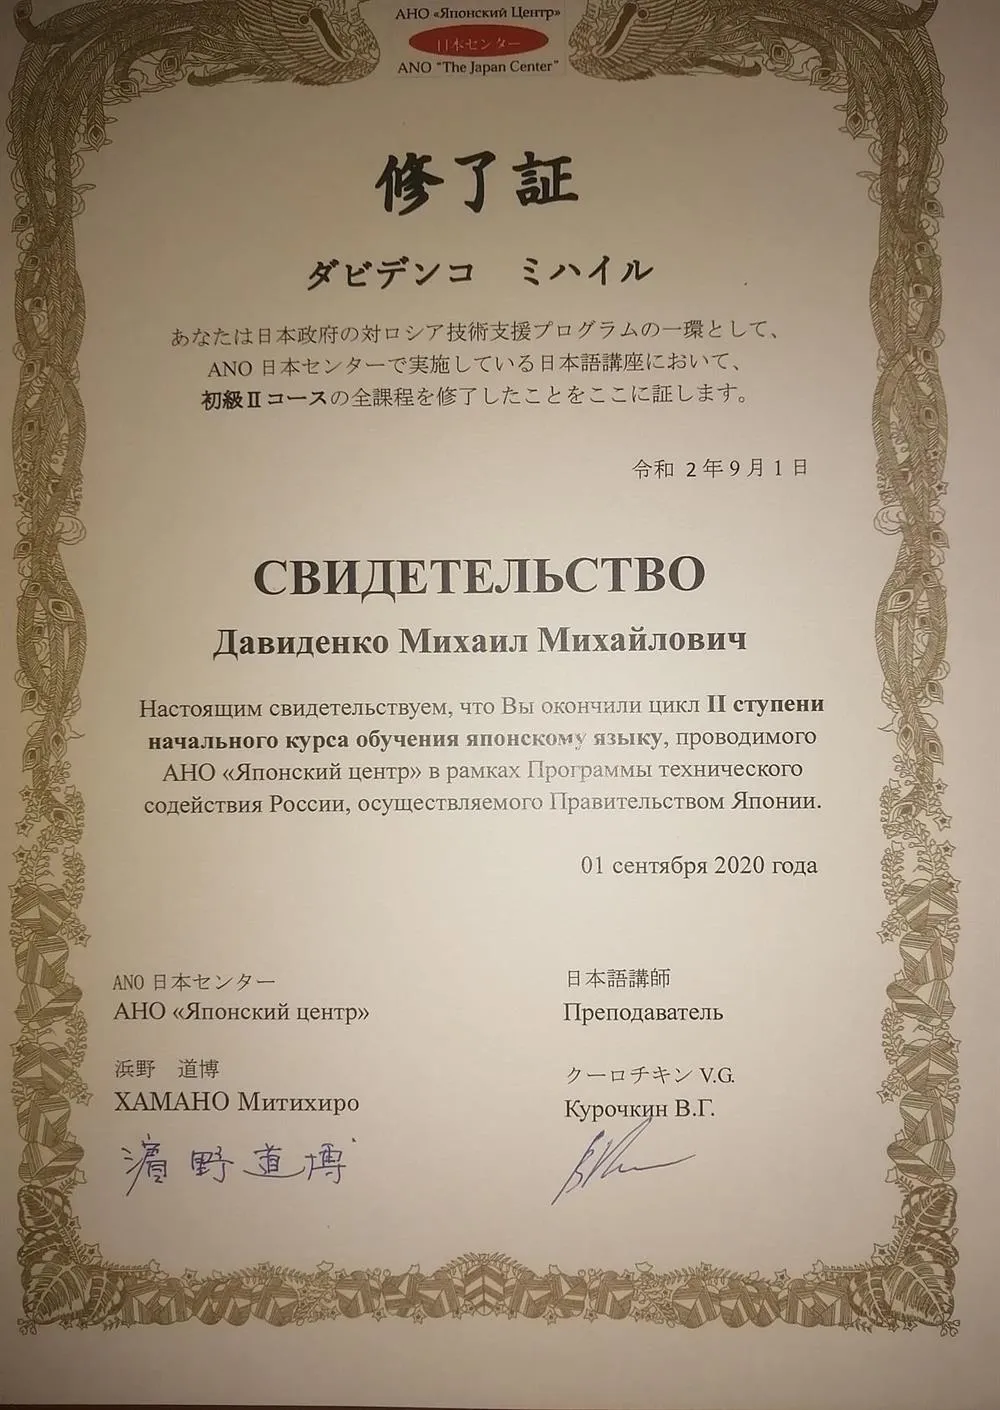 АНО «Японский Центр»
日本センター
ANO “The Japan Center”
修了証
ダビデンコ　ミハイル
あなたは日本政府の対ロシア技術支援プログラムの一環として、
ANO 日本センターで実施している日本語講座において、
初級Ⅱコースの全課程を修了したことをここに証します。
令和 2年9月1日
СВИДЕТЕЛЬСТВО
Давиденко Михаил Михайлович
Настоящим свидетельствуем, что Вы окончили цикл II ступени
начального курса обучения японскому языку, проводимого
АНО «Японский центр» в рамках Программы технического
содействия России, осуществляемого Правительством Японии.
01 сентября 2020 года
ANO 日本センター
АНО «Японский центр»
日本語講師
Преподаватель
浜野　道博
ХАМАНО Митихиро
クーロチキン V.G.
Курочкин В.Г.
濱野道博